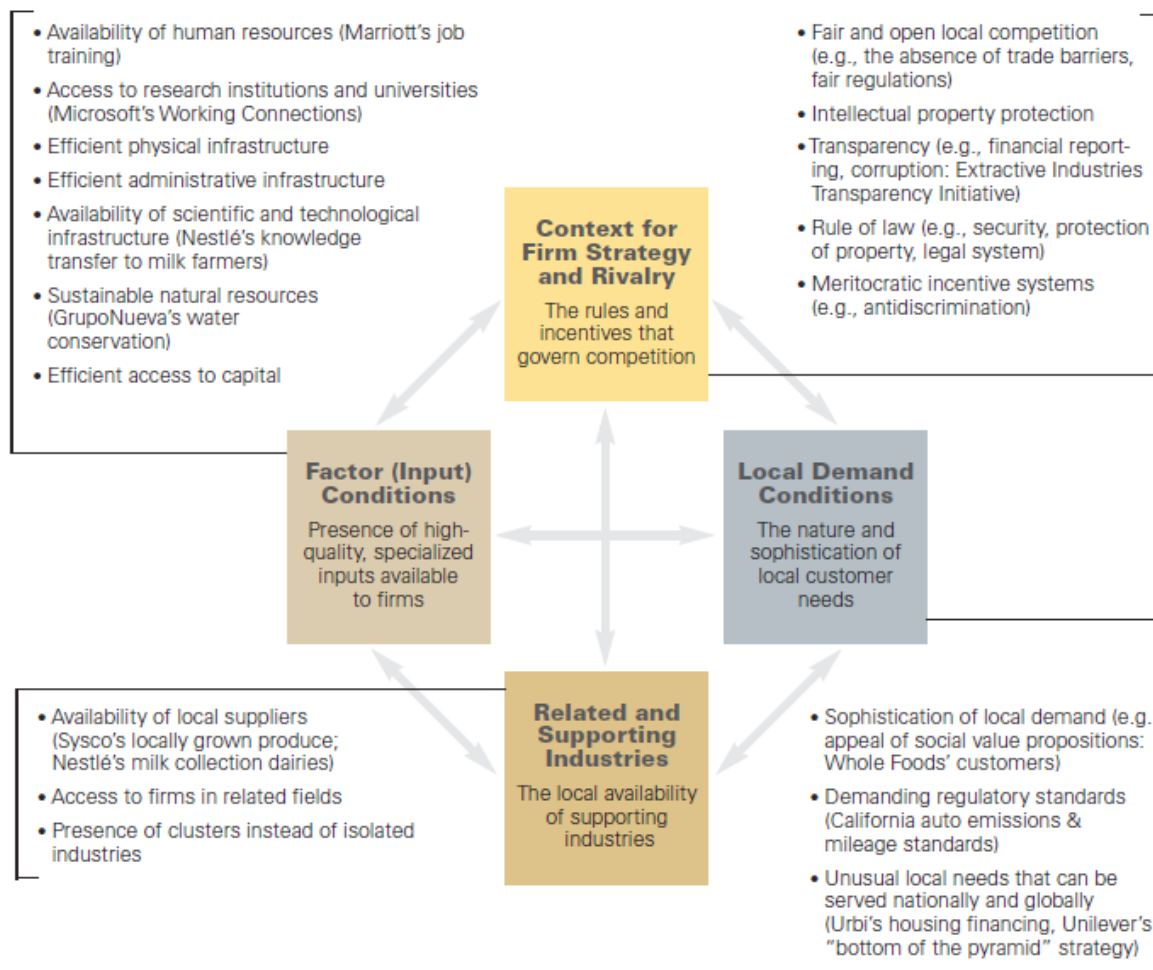 • Availability of human resources (Marriott's job
training)
• Access to research institutions and universities
(Microsoft's Working Connections)
• Efficient physical infrastructure
• Efficient administrative infrastructure
• Availability of scientific and technological
infrastructure (Nestlé's knowledge
transfer to milk farmers)
• Sustainable natural resources
(GrupoNueva's water
conservation)
• Efficient access to capital
• Fair and open local competition
(e.g., the absence of trade barriers,
fair regulations)
• Intellectual property protection
• Transparency (e.g., financial report-
ing, corruption: Extractive Industries
Transparency Initiative)
• Rule of law (e.g., security, protection
of property, legal system)
• Meritocratic incentive systems
(e.g., antidiscrimination)
Context for
Firm Strategy
and Rivalry
The rules and
incentives that
govern competition
Factor (Input)
Conditions
Presence of high-
quality, specialized
inputs available
to firms
Local Demand
Conditions
The nature and
sophistication of
local customer
needs
Related and
Supporting
Industries
The local availability
of supporting
industries
• Availability of local suppliers
(Sysco's locally grown produce;
Nestlé's milk collection dairies)
• Access to firms in related fields
• Presence of clusters instead of isolated
industries
• Sophistication of local demand (e.g.
appeal of social value propositions:
Whole Foods' customers)
• Demanding regulatory standards
(California auto emissions &
mileage standards)
• Unusual local needs that can be
served nationally and globally
(Urbi's housing financing, Unilever's
"bottom of the pyramid" strategy)